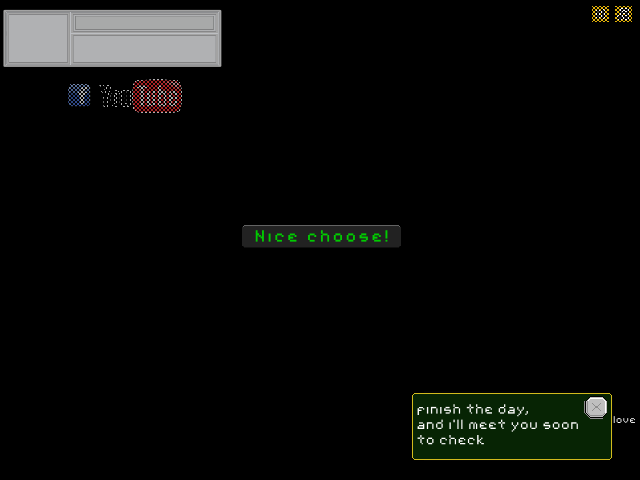 f YouTube
Nice choose!
Finish the day,
and i'll meet you soon
to check
love